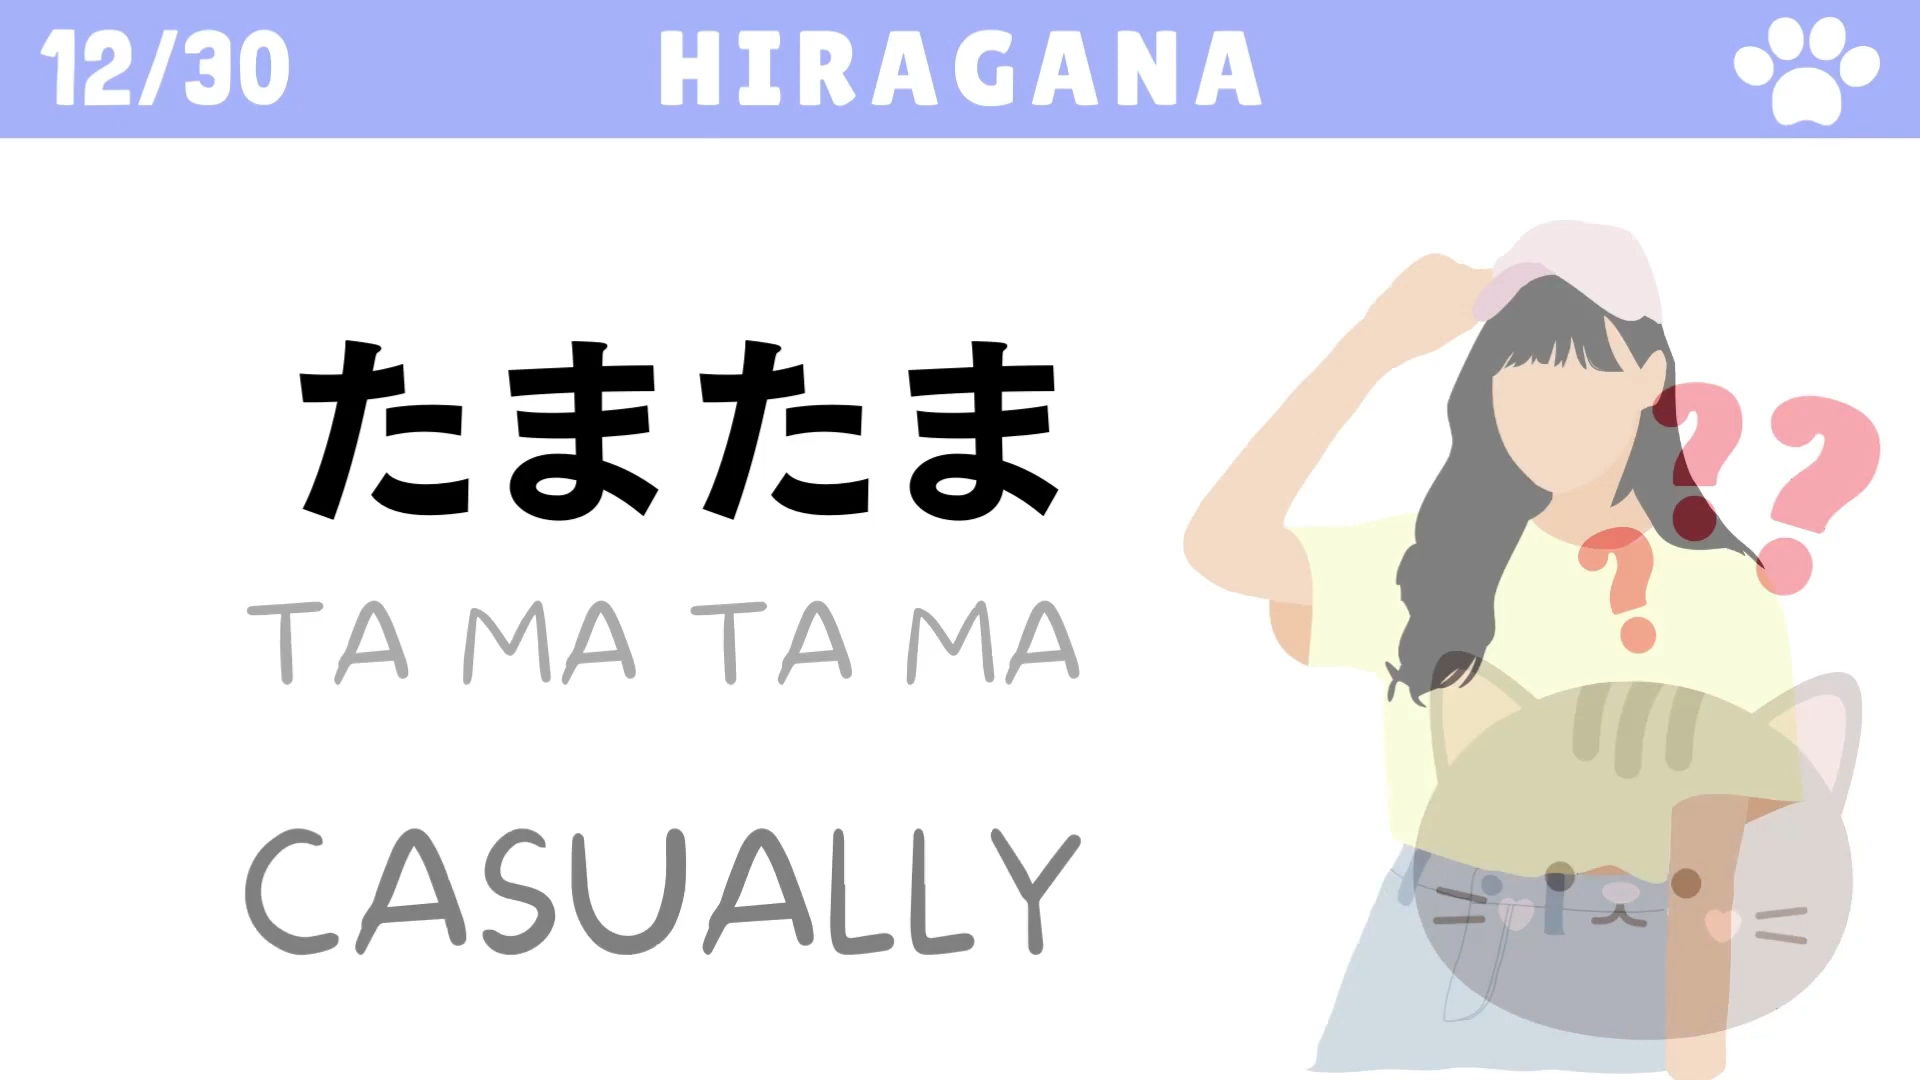 12/30
HIRAGANA
たまたま
TA MA TA MA
CASUALLY
? ? ?